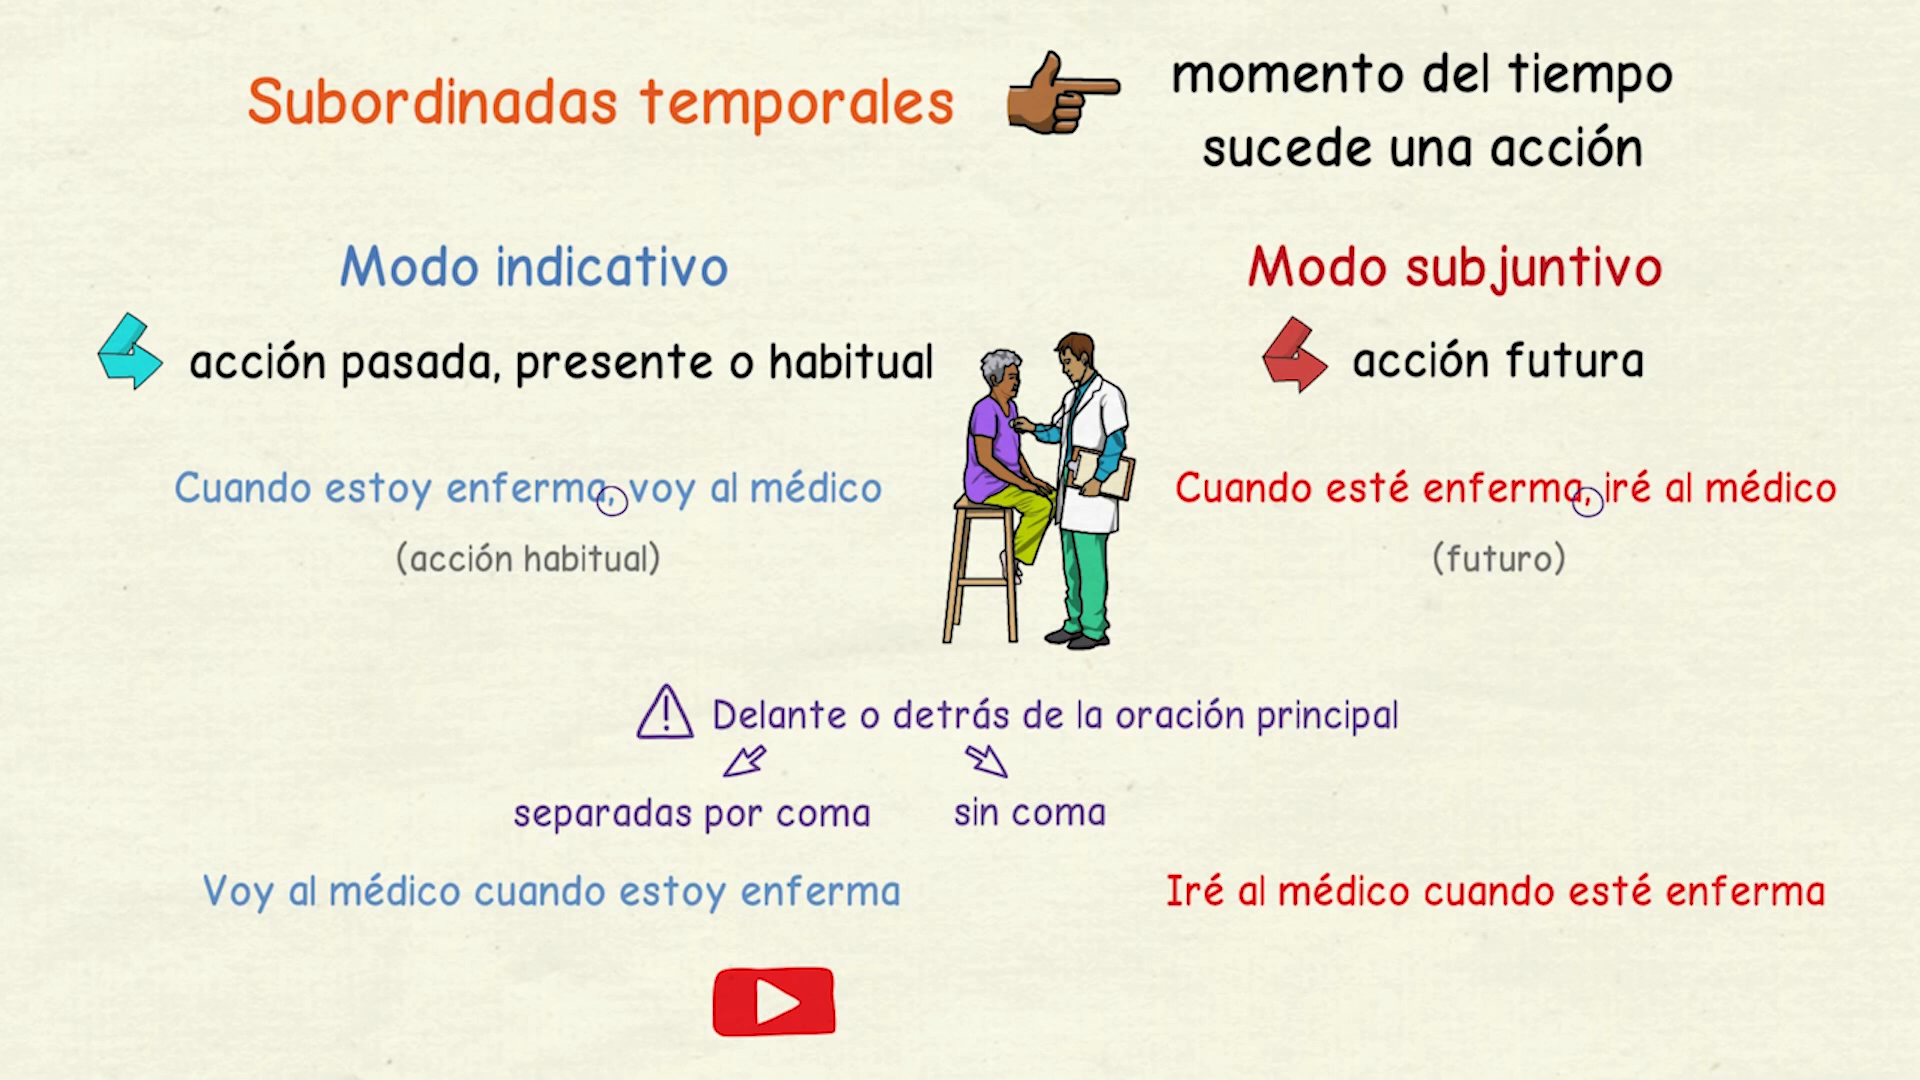 Subordinadas temporales
momento del tiempo
sucede una acción
Modo indicativo
acción pasada, presente o habitual
Cuando estoy enferma, voy al médico
(acción habitual)
Modo subjuntivo
acción futura
Cuando esté enferma, iré al médico
(futuro)
Delante o detrás de la oración principal
separadas por coma
sin coma
Voy al médico cuando estoy enferma
Iré al médico cuando esté enferma